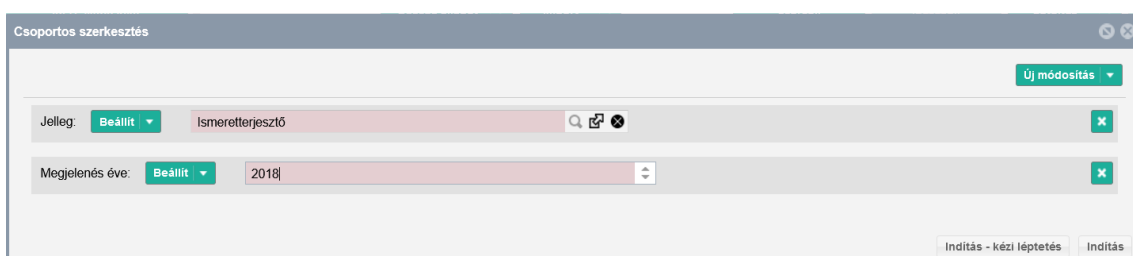 Csoportos szerkesztés
Új módosítás
Jelleg: Beállít Ismeretterjesztő
Megjelenés éve: Beállít 2018
Indítás - kézi léptetés Indítás